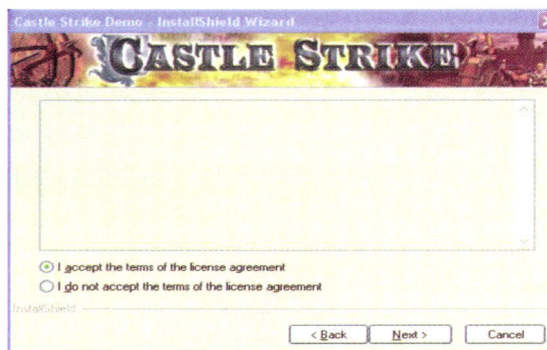 Castle Strike Demo - InstallShield Wizard
CASTLE STRIKE
I accept the terms of the license agreement
I do not accept the terms of the license agreement
InstallShield
< Back
Next >
Cancel